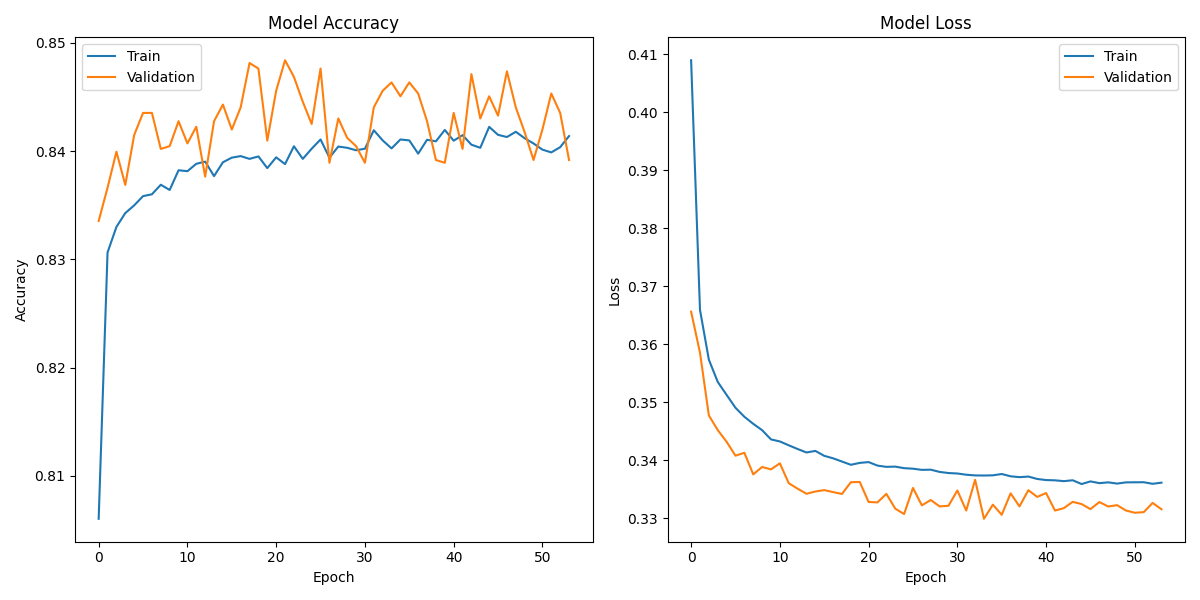 Model Accuracy
Train
Validation
0.85
0.84
0.83
0.82
0.81
Accuracy
0 10 20 30 40 50
Epoch
Model Loss
Train
Validation
0.41
0.40
0.39
0.38
0.37
0.36
0.35
0.34
0.33
Loss
0 10 20 30 40 50
Epoch